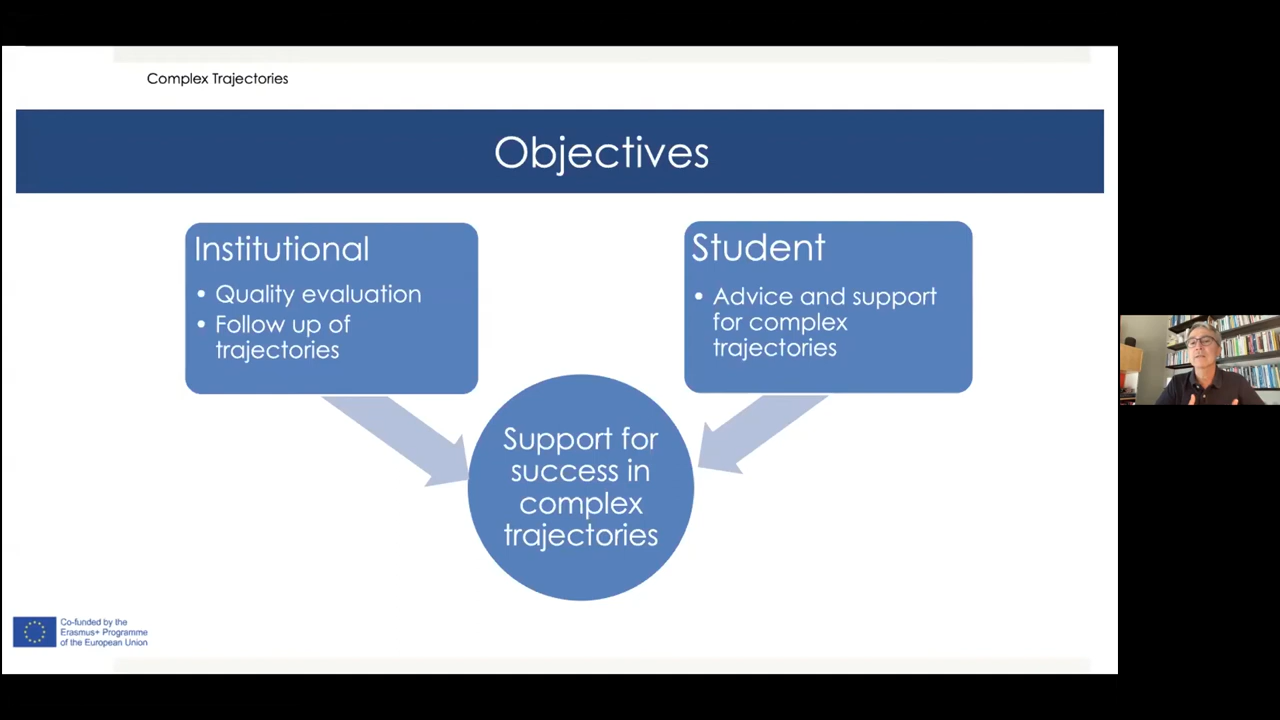 Complex Trajectories
Objectives
Institutional
• Quality evaluation
• Follow up of
trajectories
Student
• Advice and support
for complex
trajectories
Support for
success in
complex
trajectories
Co-funded by the
Erasmus+ Programme
of the European Union